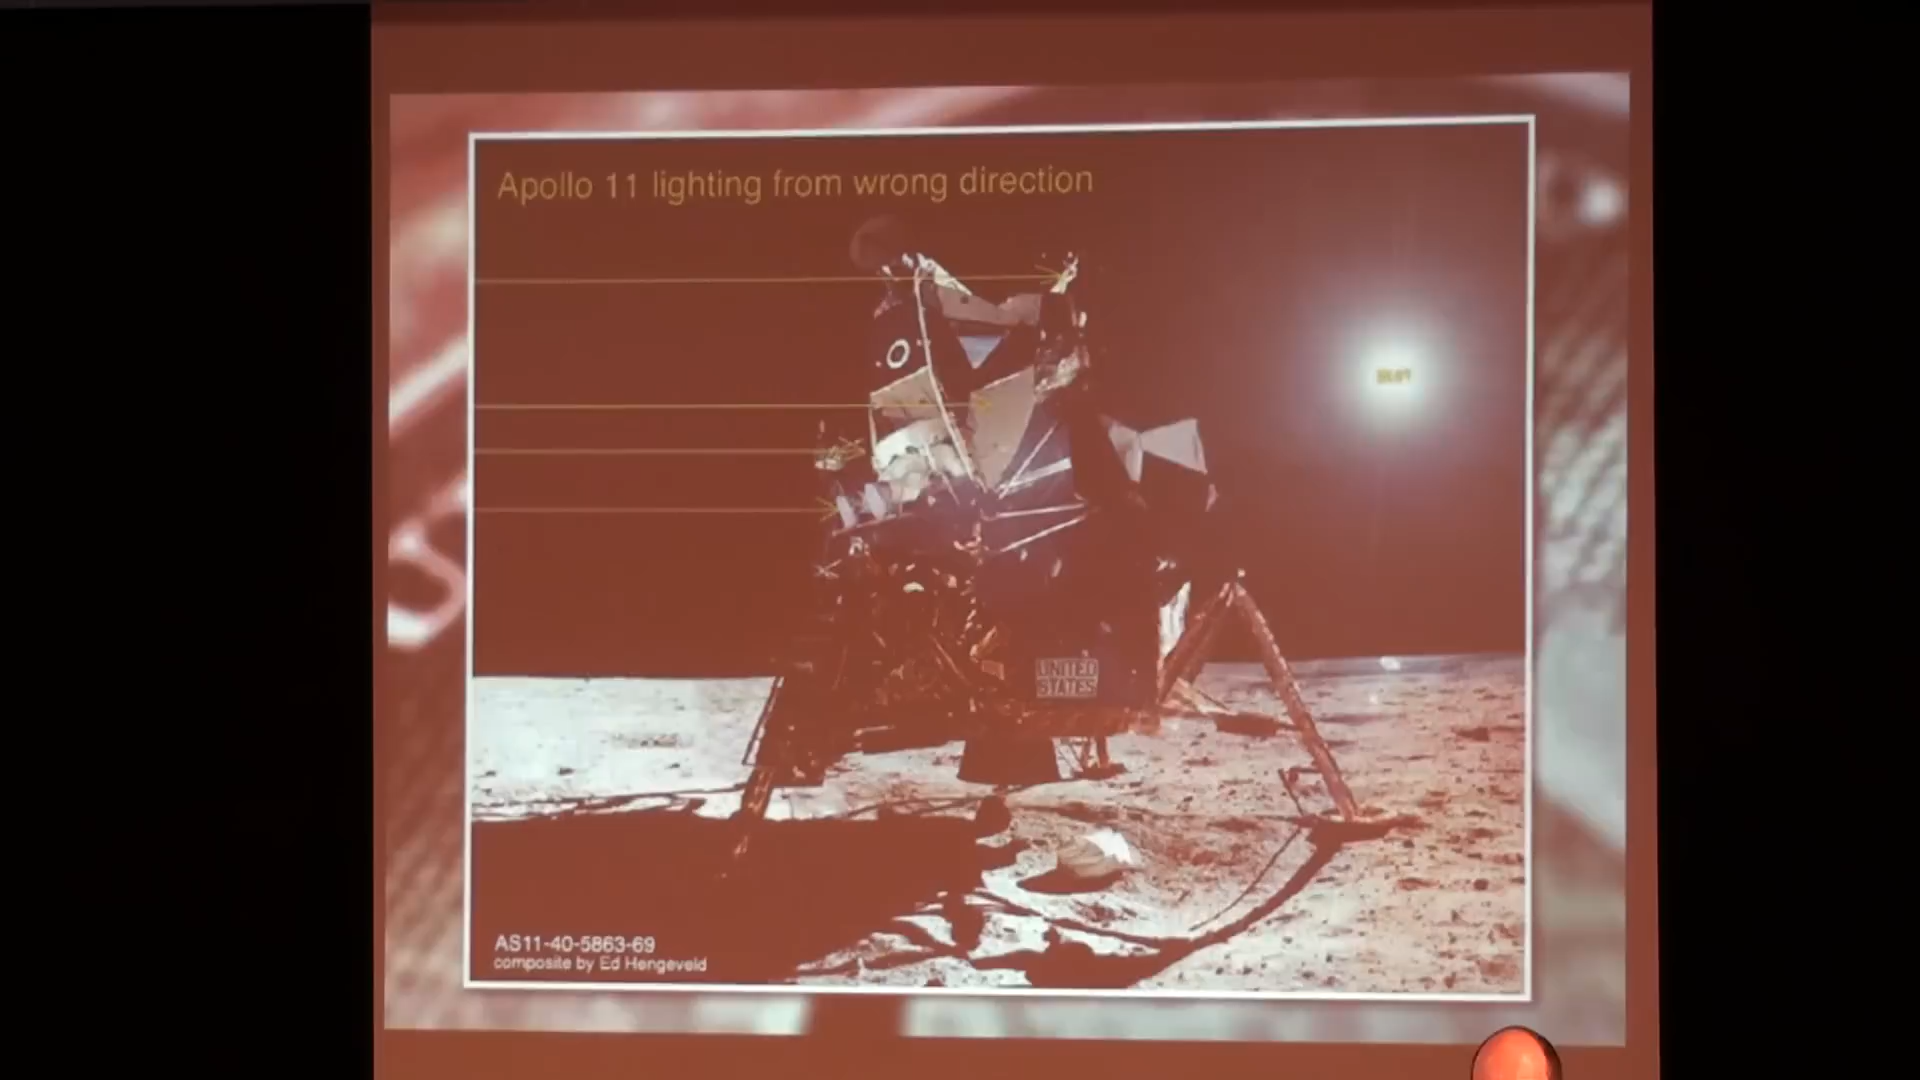 Apollo 11 lighting from wrong direction
UNITED
STATES
AS11-40-5863-69
composite by Ed Hengeveld